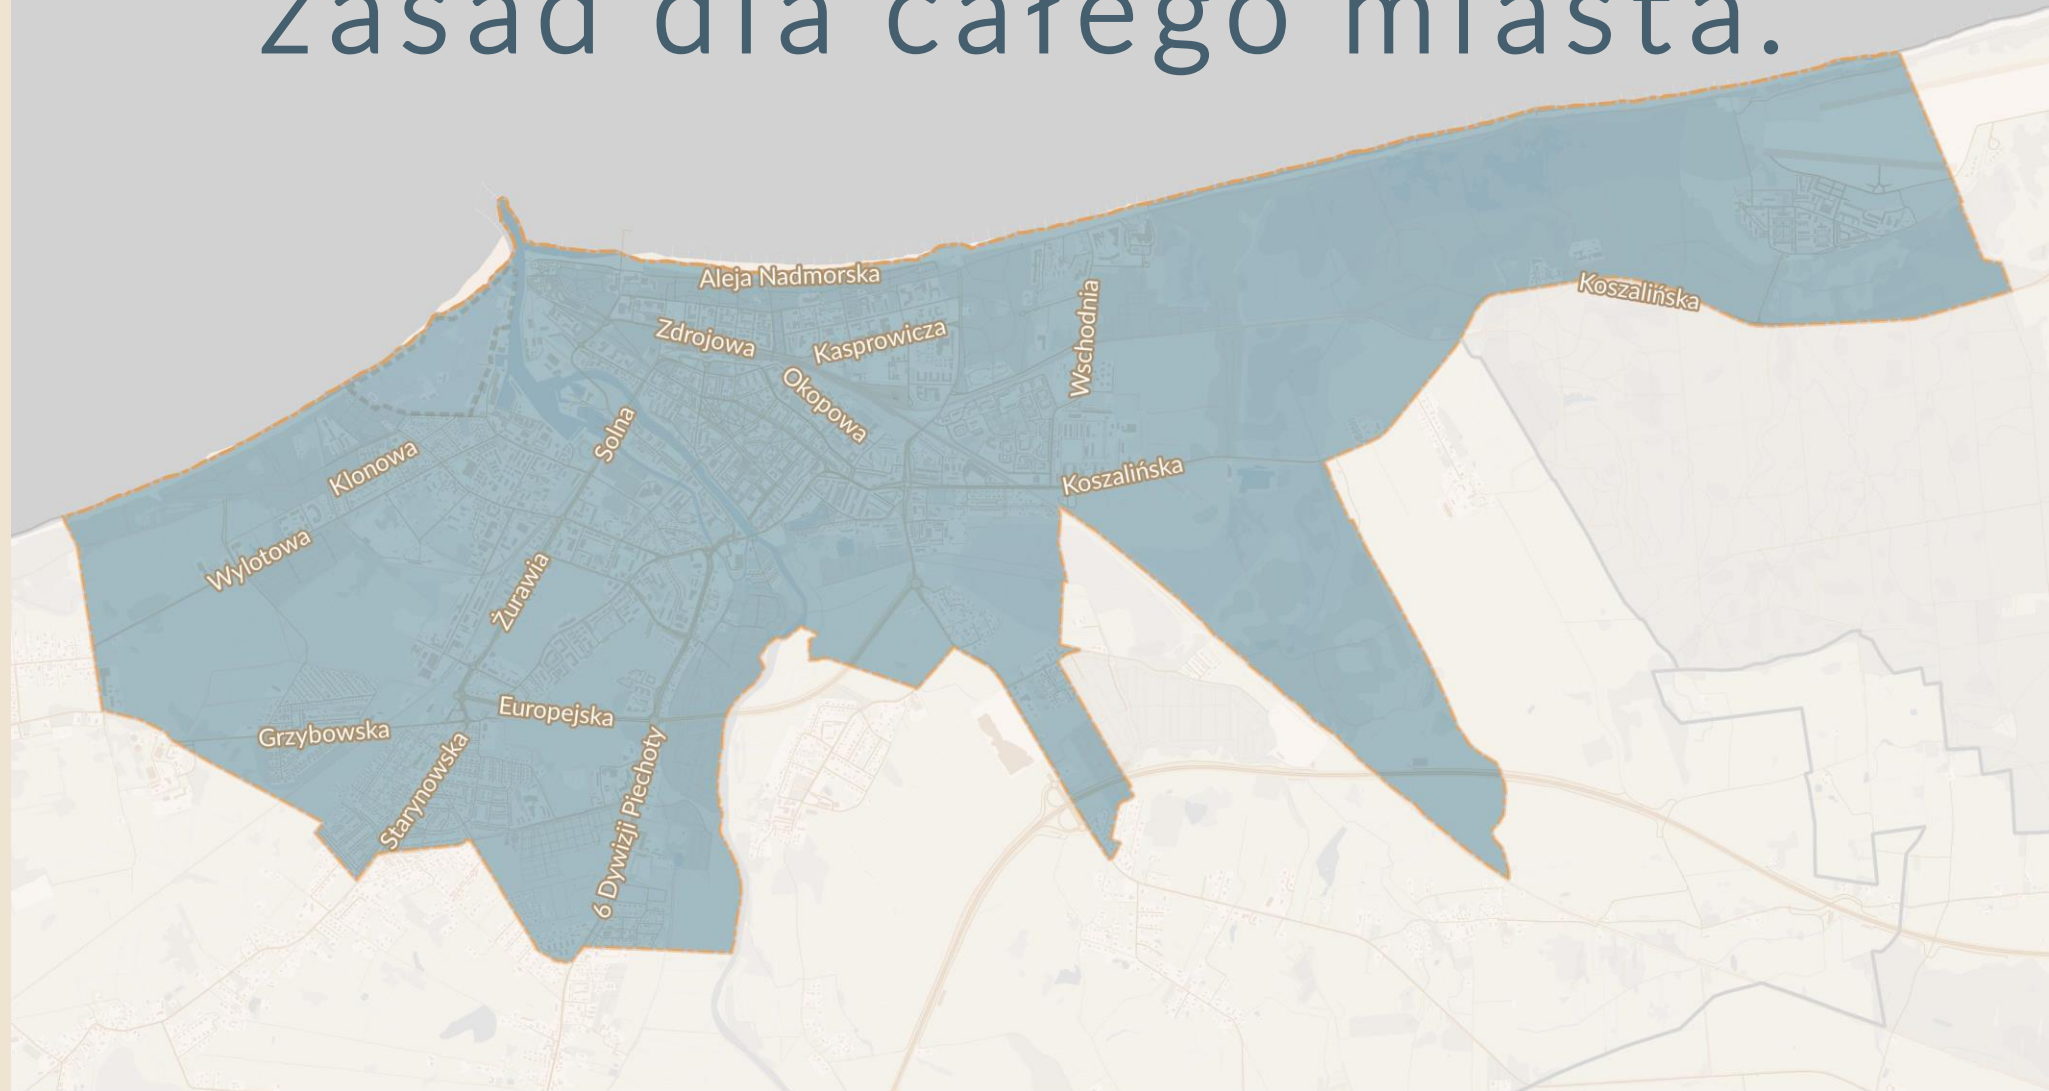 zasad dla całego miasta.
Aleja Nadmorska
Zdrojowa
Kasprowicza
Wschodnia
Koszalińska
Okopowa
Solna
Klonowa
Koszalińska
Wylotowa
Żurawia
Europejska
Grzybowska
Starynowska
6 Dywizji Piechoty